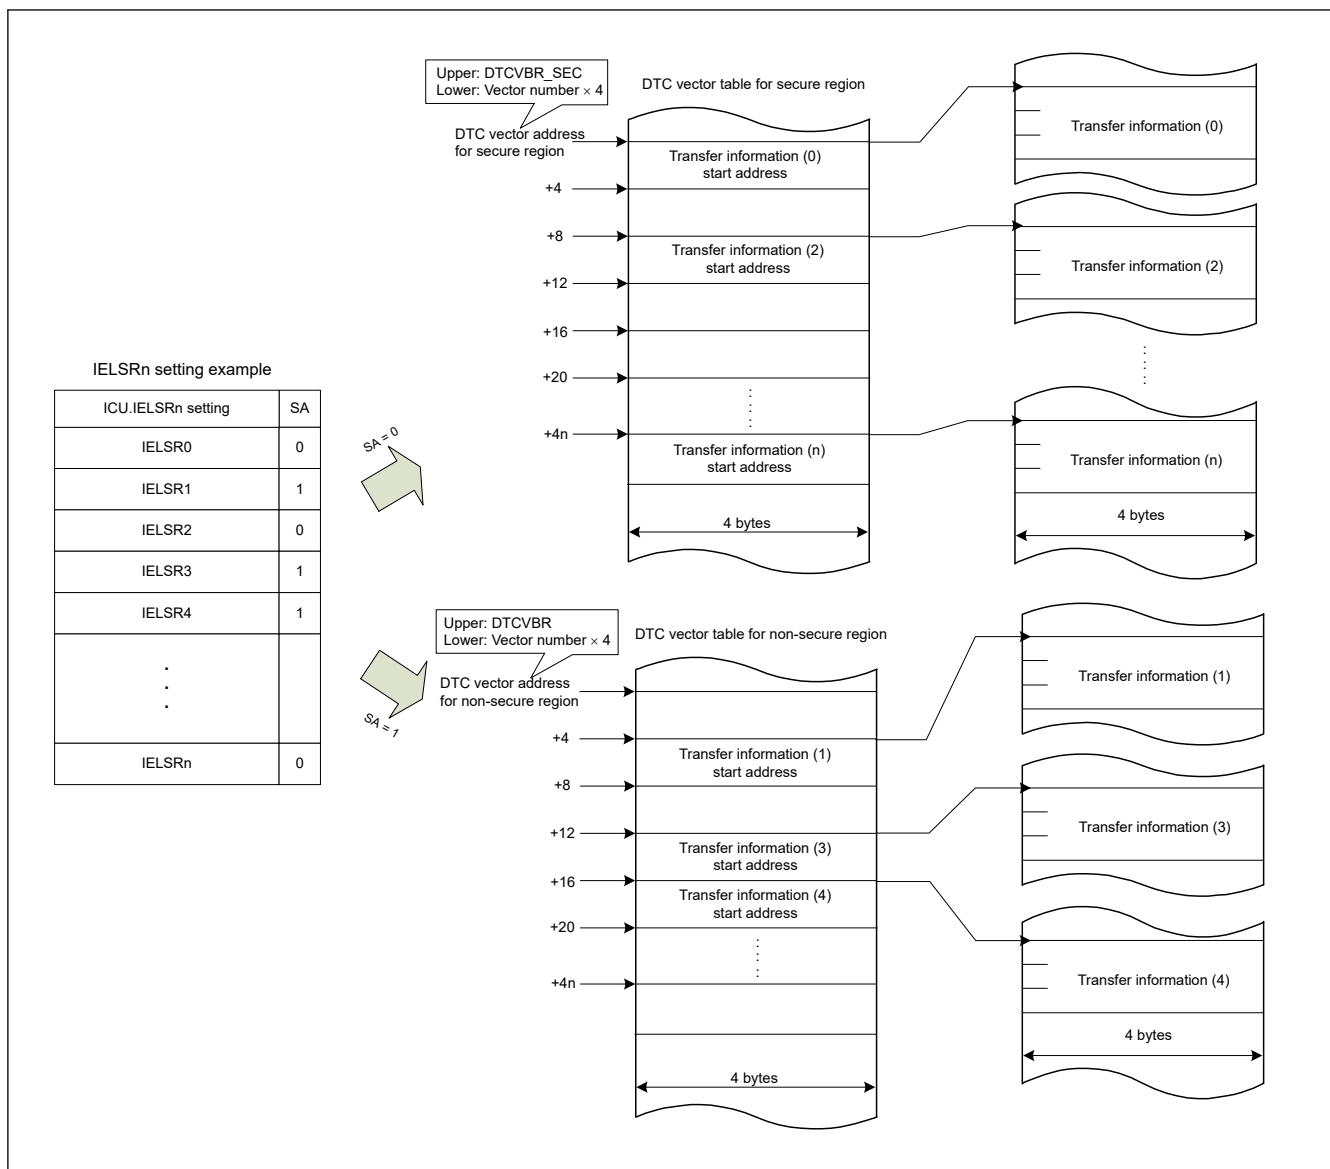 Upper: DTCVBR_SEC
Lower: Vector number × 4
DTC vector address
for secure region
+4
+8
+12
+16
+20
+4n
DTC vector table for secure region
Transfer information (0)
start address
Transfer information (2)
start address
Transfer information (n)
start address
4 bytes
Transfer information (0)
Transfer information (2)
Transfer information (n)
4 bytes
IELSRn setting example
ICU.IELSRn setting SA
IELSR0 0
IELSR1 1
IELSR2 0
IELSR3 1
IELSR4 1
IELSRn 0
SA = 0
SA = 1
Upper: DTCVBR
Lower: Vector number × 4
DTC vector address
for non-secure region
+4
+8
+12
+16
+20
+4n
DTC vector table for non-secure region
Transfer information (1)
start address
Transfer information (3)
start address
Transfer information (4)
start address
4 bytes
Transfer information (1)
Transfer information (3)
Transfer information (4)
4 bytes